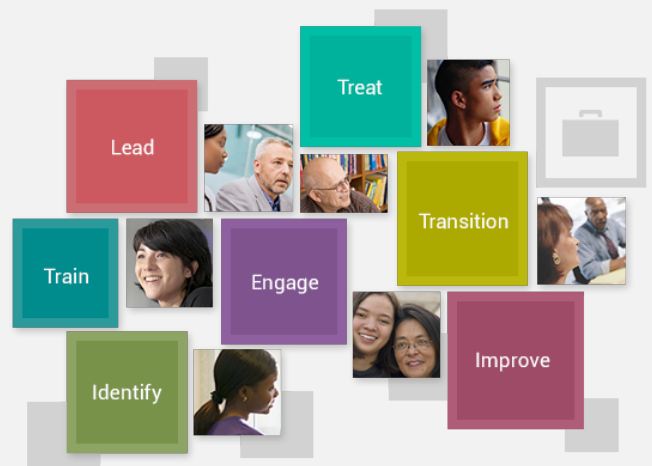 Lead
Treat
Train
Engage
Transition
Identify
Improve